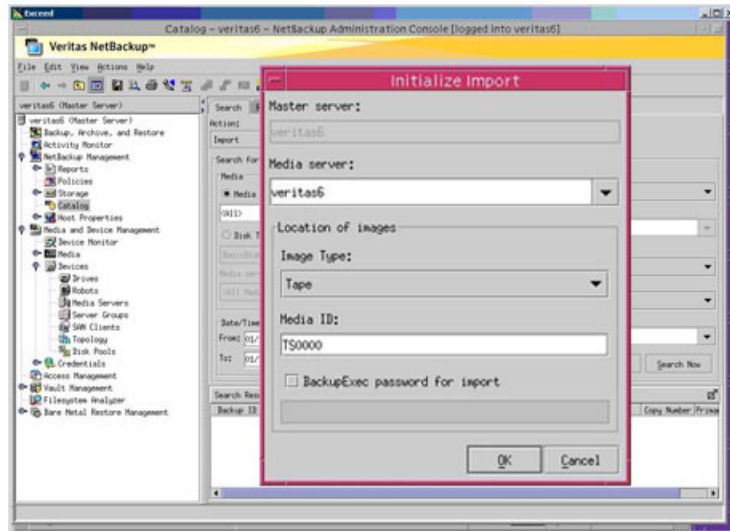 Exceed
Catalog - veritas6 - NetBackup Administration Console [logged into veritas6]
Veritas NetBackup™
File Edit View Actions Help
veritas6 (Master Server)
veritas6 (Master Server)
Backup, Archive, and Restore
Activity Monitor
NetBackup Management
Reports
Policies
Storage
Catalog
Host Properties
Media and Device Management
Device Monitor
Media
Devices
Drives
Robots
Media Servers
Server Groups
SAN Clients
Topology
Disk Pools
Credentials
Access Management
Vault Management
Filesystem Analyzer
Bare Metal Restore Management
Search
Action:
Import
Search for
Media
Media
<All>
Disk T
Date/Time
From: 01/
To: 01/
Search Now
Search Res
Backup ID
Copy Number Prima
Initialize Import
Master server:
veritas6
Media server:
veritas6
Location of images
Image Type:
Tape
Media ID:
TS0000
BackupExec password for import
OK Cancel